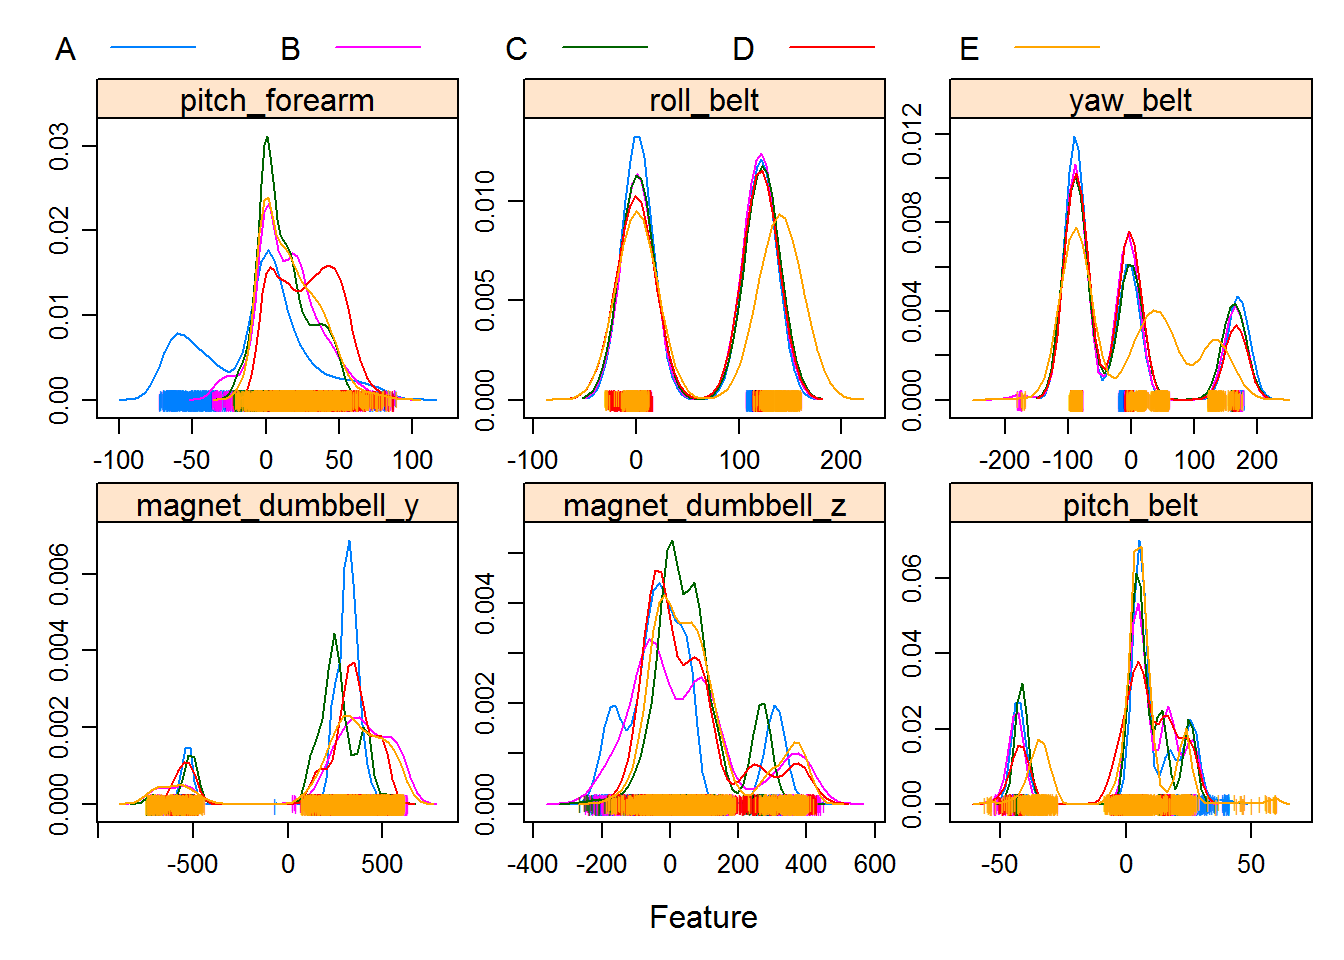 A B C D E
pitch_forearm roll_belt yaw_belt
0.00 0.01 0.02 0.03
0.000 0.005 0.010
0.000 0.004 0.008 0.012
-100 -50 0 50 100
-100 0 100 200
-200 -100 0 100 200
magnet_dumbbell_y magnet_dumbbell_z pitch_belt
0.000 0.002 0.004 0.006
0.000 0.002 0.004
0.00 0.02 0.04 0.06
-500 0 500
-400 -200 0 200 400 600
-50 0 50
Feature